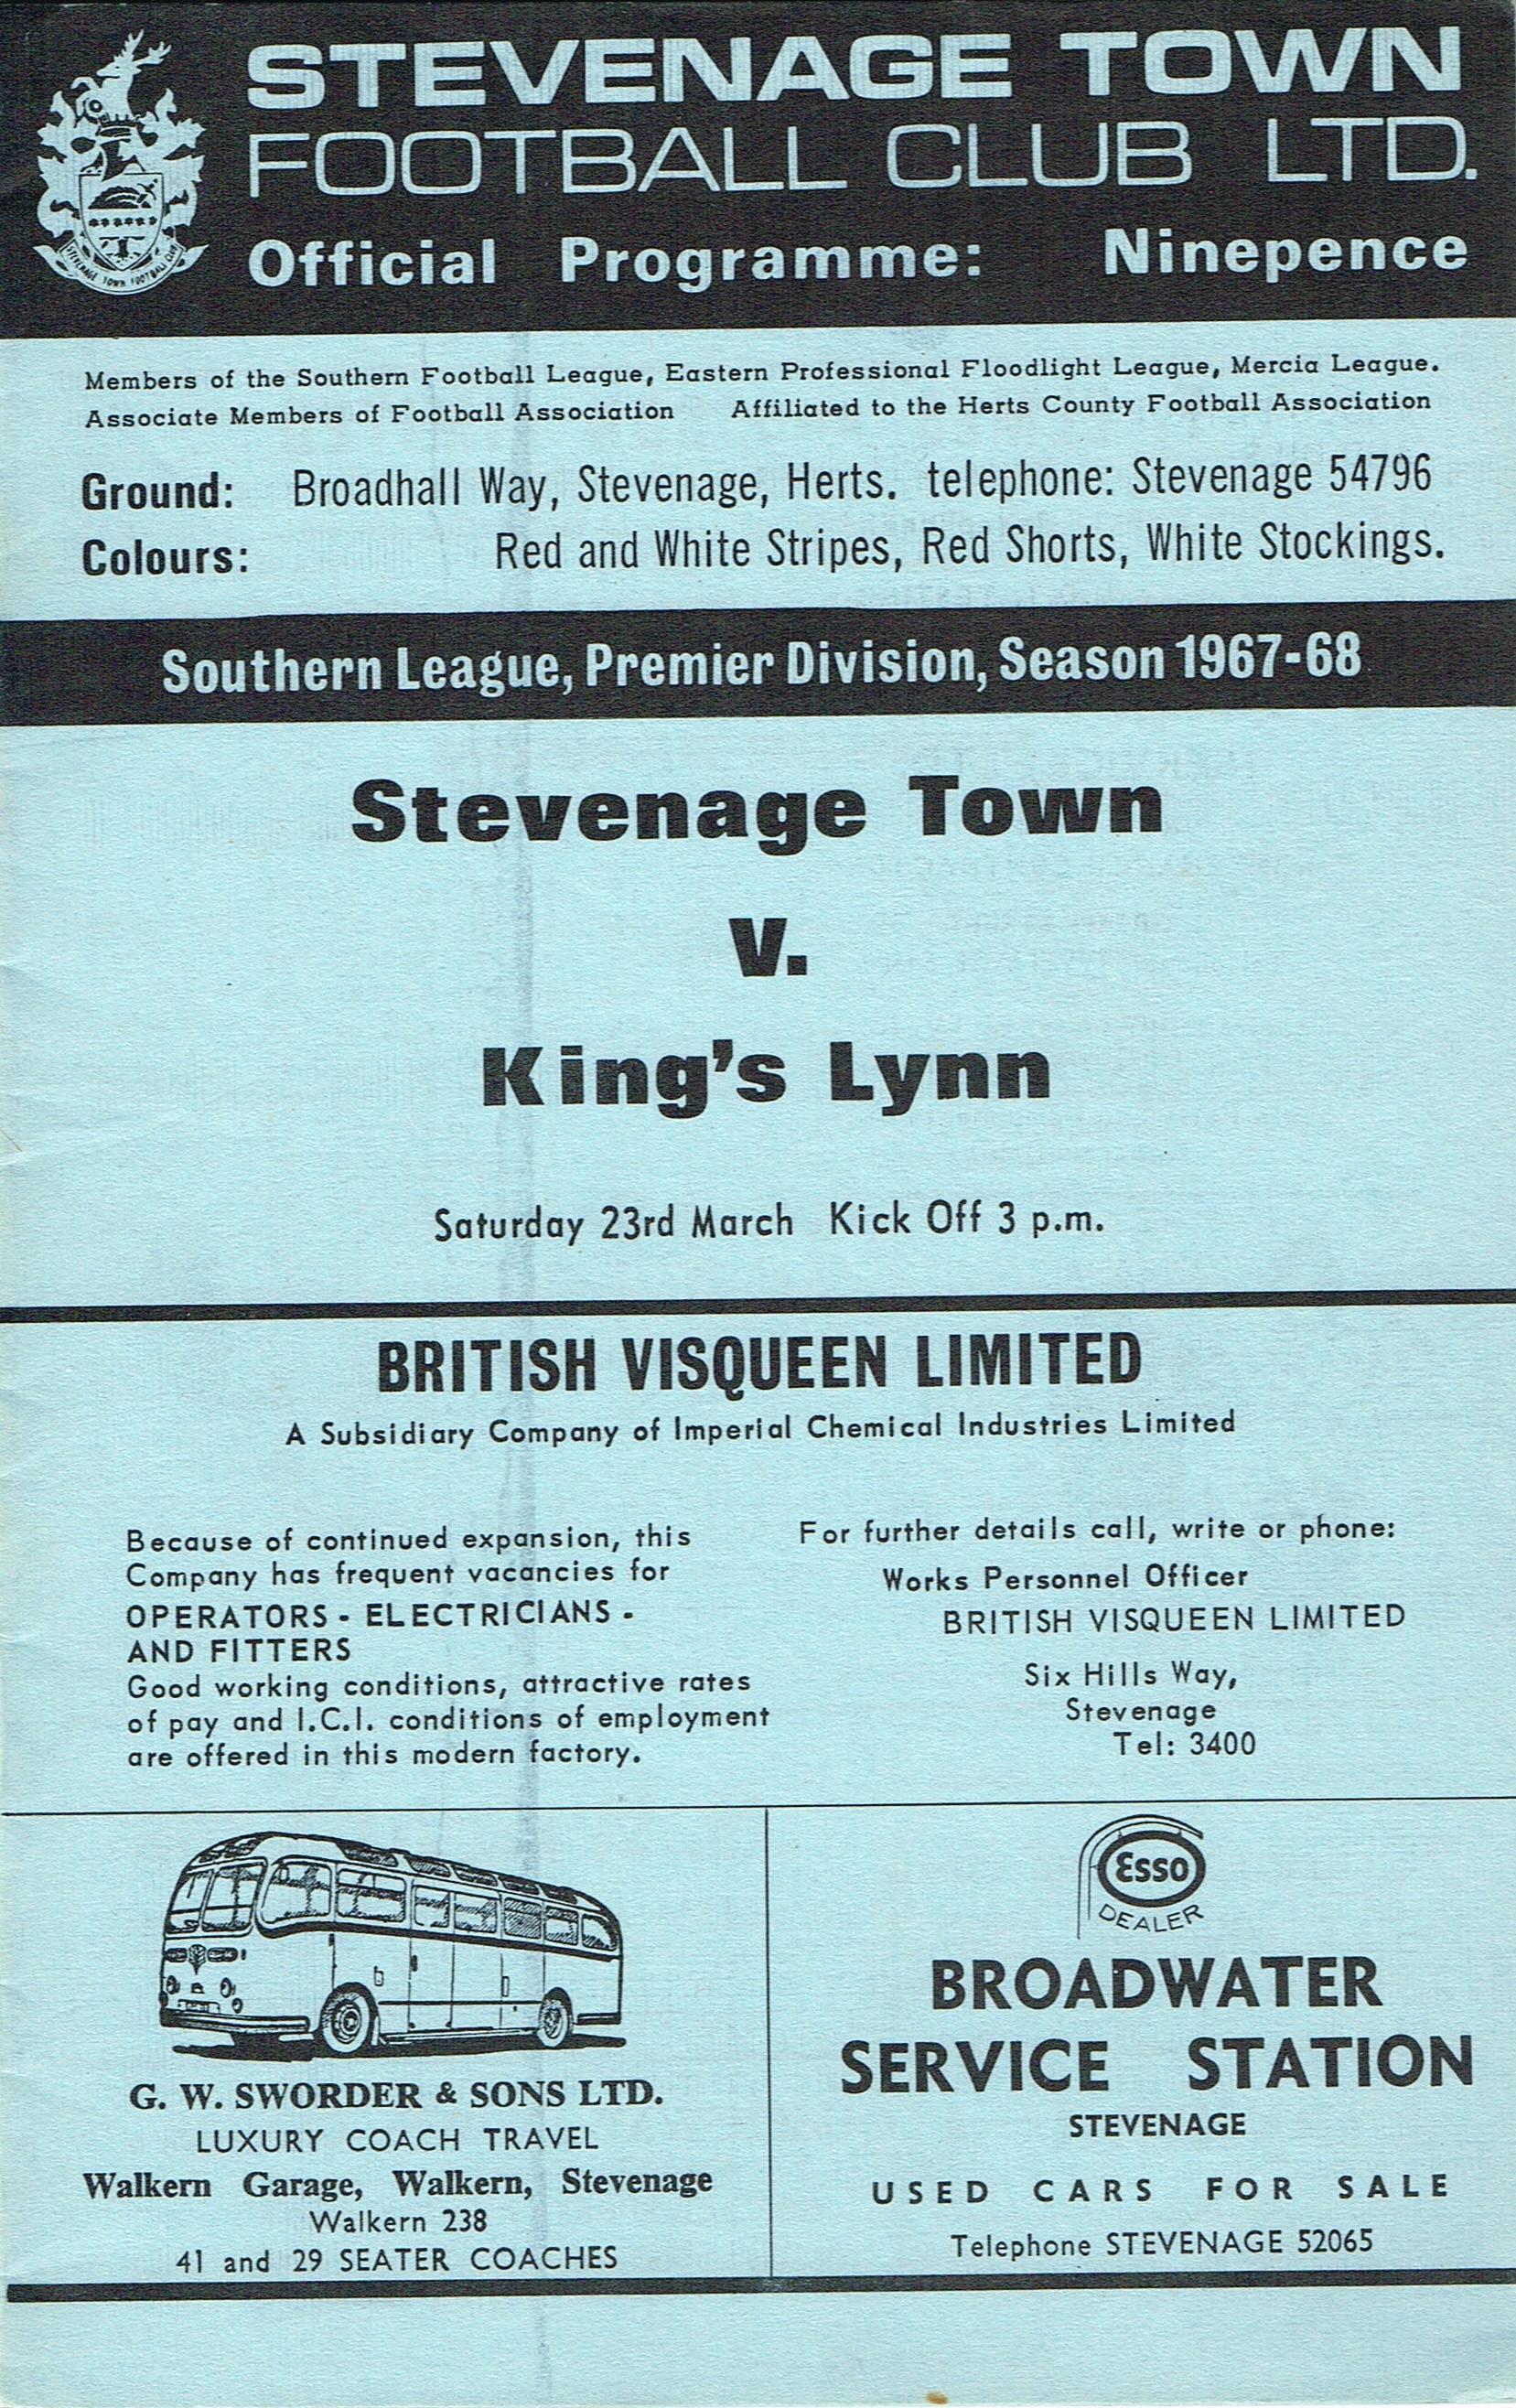 STEVENAGE TOWN
FOOTBALL CLUB LTD.
Official Programme: Ninepence
STEVENAGE TOWN FOOTBALL CLUB
Members of the Southern Football League, Eastern Professional Floodlight League, Mercia League.
Associate Members of Football Association Affiliated to the Herts County Football Association
Ground: Broadhall Way, Stevenage, Herts. telephone: Stevenage 54796
Colours: Red and White Stripes, Red Shorts, White Stockings.
Southern League, Premier Division, Season 1967-68
Stevenage Town
V.
King's Lynn
Saturday 23rd March Kick Off 3 p.m.
BRITISH VISQUEEN LIMITED
A Subsidiary Company of Imperial Chemical Industries Limited
Because of continued expansion, this
Company has frequent vacancies for
OPERATORS - ELECTRICIANS -
AND FITTERS
Good working conditions, attractive rates
of pay and I.C.I. conditions of employment
are offered in this modern factory.
For further details call, write or phone:
Works Personnel Officer
BRITISH VISQUEEN LIMITED
Six Hills Way,
Stevenage
Tel: 3400
G. W. SWORDER & SONS LTD.
LUXURY COACH TRAVEL
Walkern Garage, Walkern, Stevenage
Walkern 238
41 and 29 SEATER COACHES
Esso
DEALER
BROADWATER
SERVICE STATION
STEVENAGE
USED CARS FOR SALE
Telephone STEVENAGE 52065